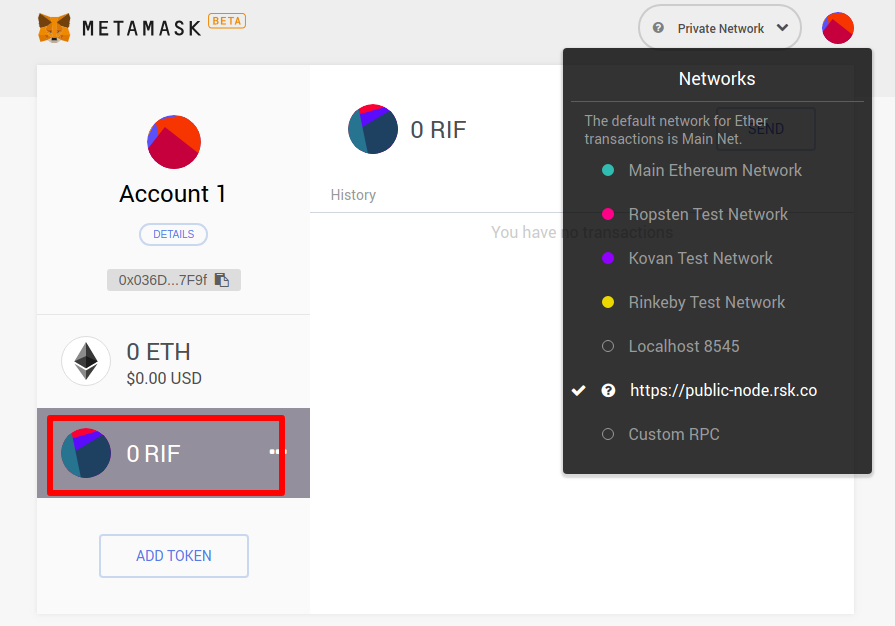 METAMASK BETA
? Private Network
Networks
The default network for Ether
transactions is Main Net.
SEND
Main Ethereum Network
Ropsten Test Network
Kovan Test Network
Rinkeby Test Network
Localhost 8545
? https://public-node.rsk.co
Custom RPC
Account 1
DETAILS
0x036D...7F9f
0 ETH
$0.00 USD
0 RIF
...
ADD TOKEN
0 RIF
History
You have no transactions